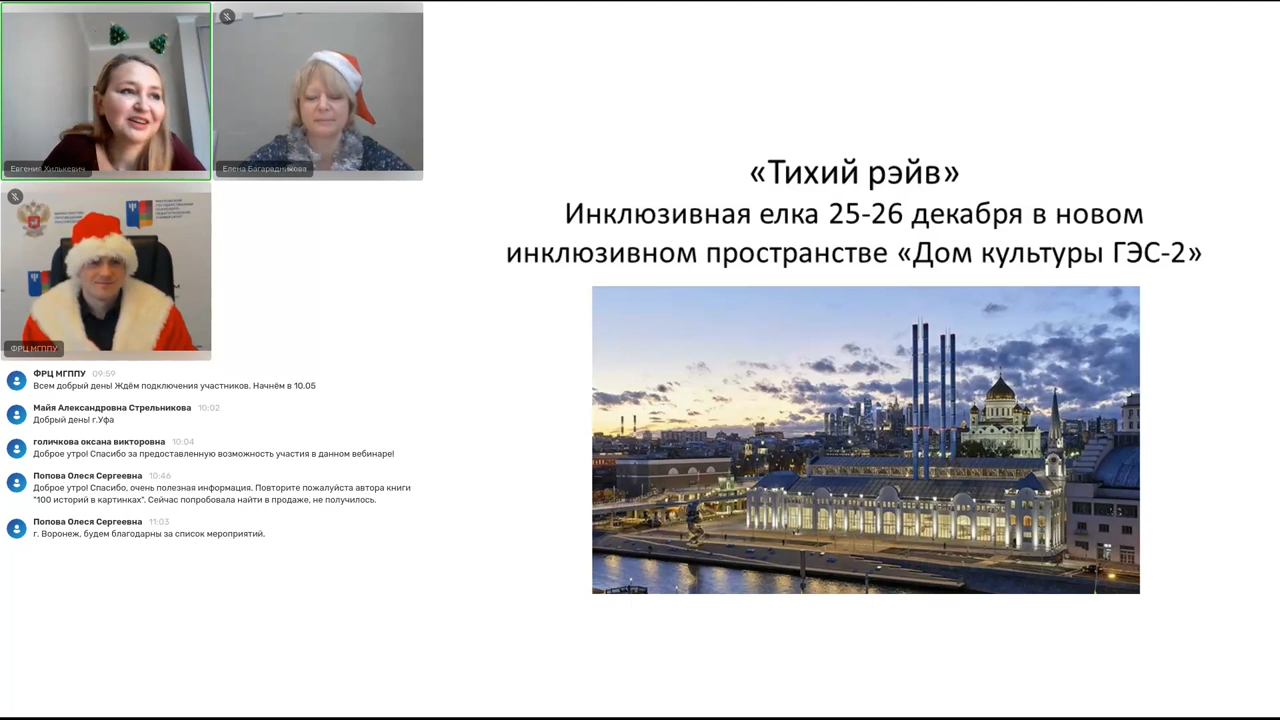 Евгения Хилькевич
Елена Багарадникова
ФРЦ МГППУ
«Тихий рэйв»
Инклюзивная елка 25-26 декабря в новом
инклюзивном пространстве «Дом культуры ГЭС-2»
ФРЦ МГППУ 09:59
Всем добрый день! Ждём подключения участников. Начнём в 10.05
Майя Александровна Стрельникова 10:02
Добрый день! г.Уфа
голичкова оксана викторовна 10:04
Доброе утро! Спасибо за предоставленную возможность участия в данном вебинаре!
Попова Олеся Сергеевна 10:46
Доброе утро! Спасибо, очень полезная информация. Повторите пожалуйста автора книги
"100 историй в картинках". Сейчас попробовала найти в продаже, не получилось.
Попова Олеся Сергеевна 11:03
г. Воронеж, будем благодарны за список мероприятий.